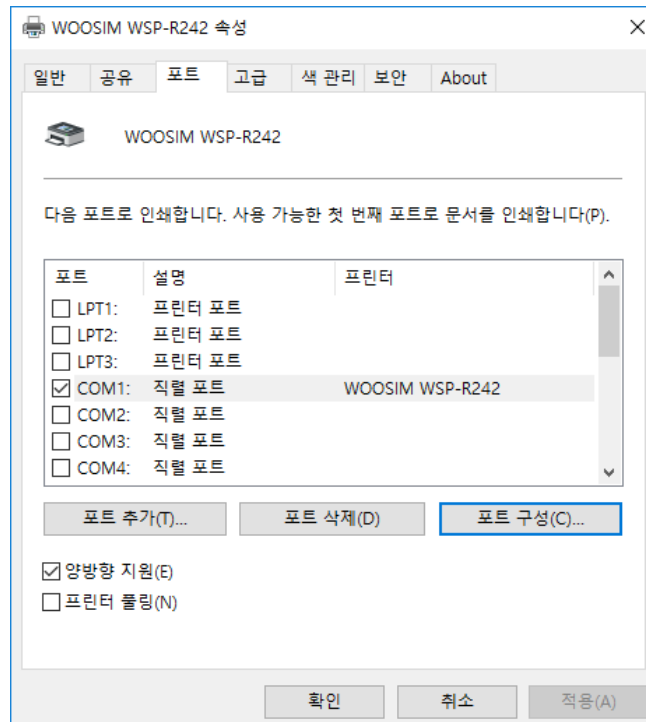 WOOSIM WSP-R242 속성
일반 공유 포트 고급 색 관리 보안 About
WOOSIM WSP-R242
다음 포트로 인쇄합니다. 사용 가능한 첫 번째 포트로 문서를 인쇄합니다(P).
포트 설명 프린터
LPT1: 프린터 포트
LPT2: 프린터 포트
LPT3: 프린터 포트
COM1: 직렬 포트 WOOSIM WSP-R242
COM2: 직렬 포트
COM3: 직렬 포트
COM4: 직렬 포트
포트 추가(T)... 포트 삭제(D) 포트 구성(C)...
양방향 지원(E)
프린터 풀링(N)
확인 취소 적용(A)